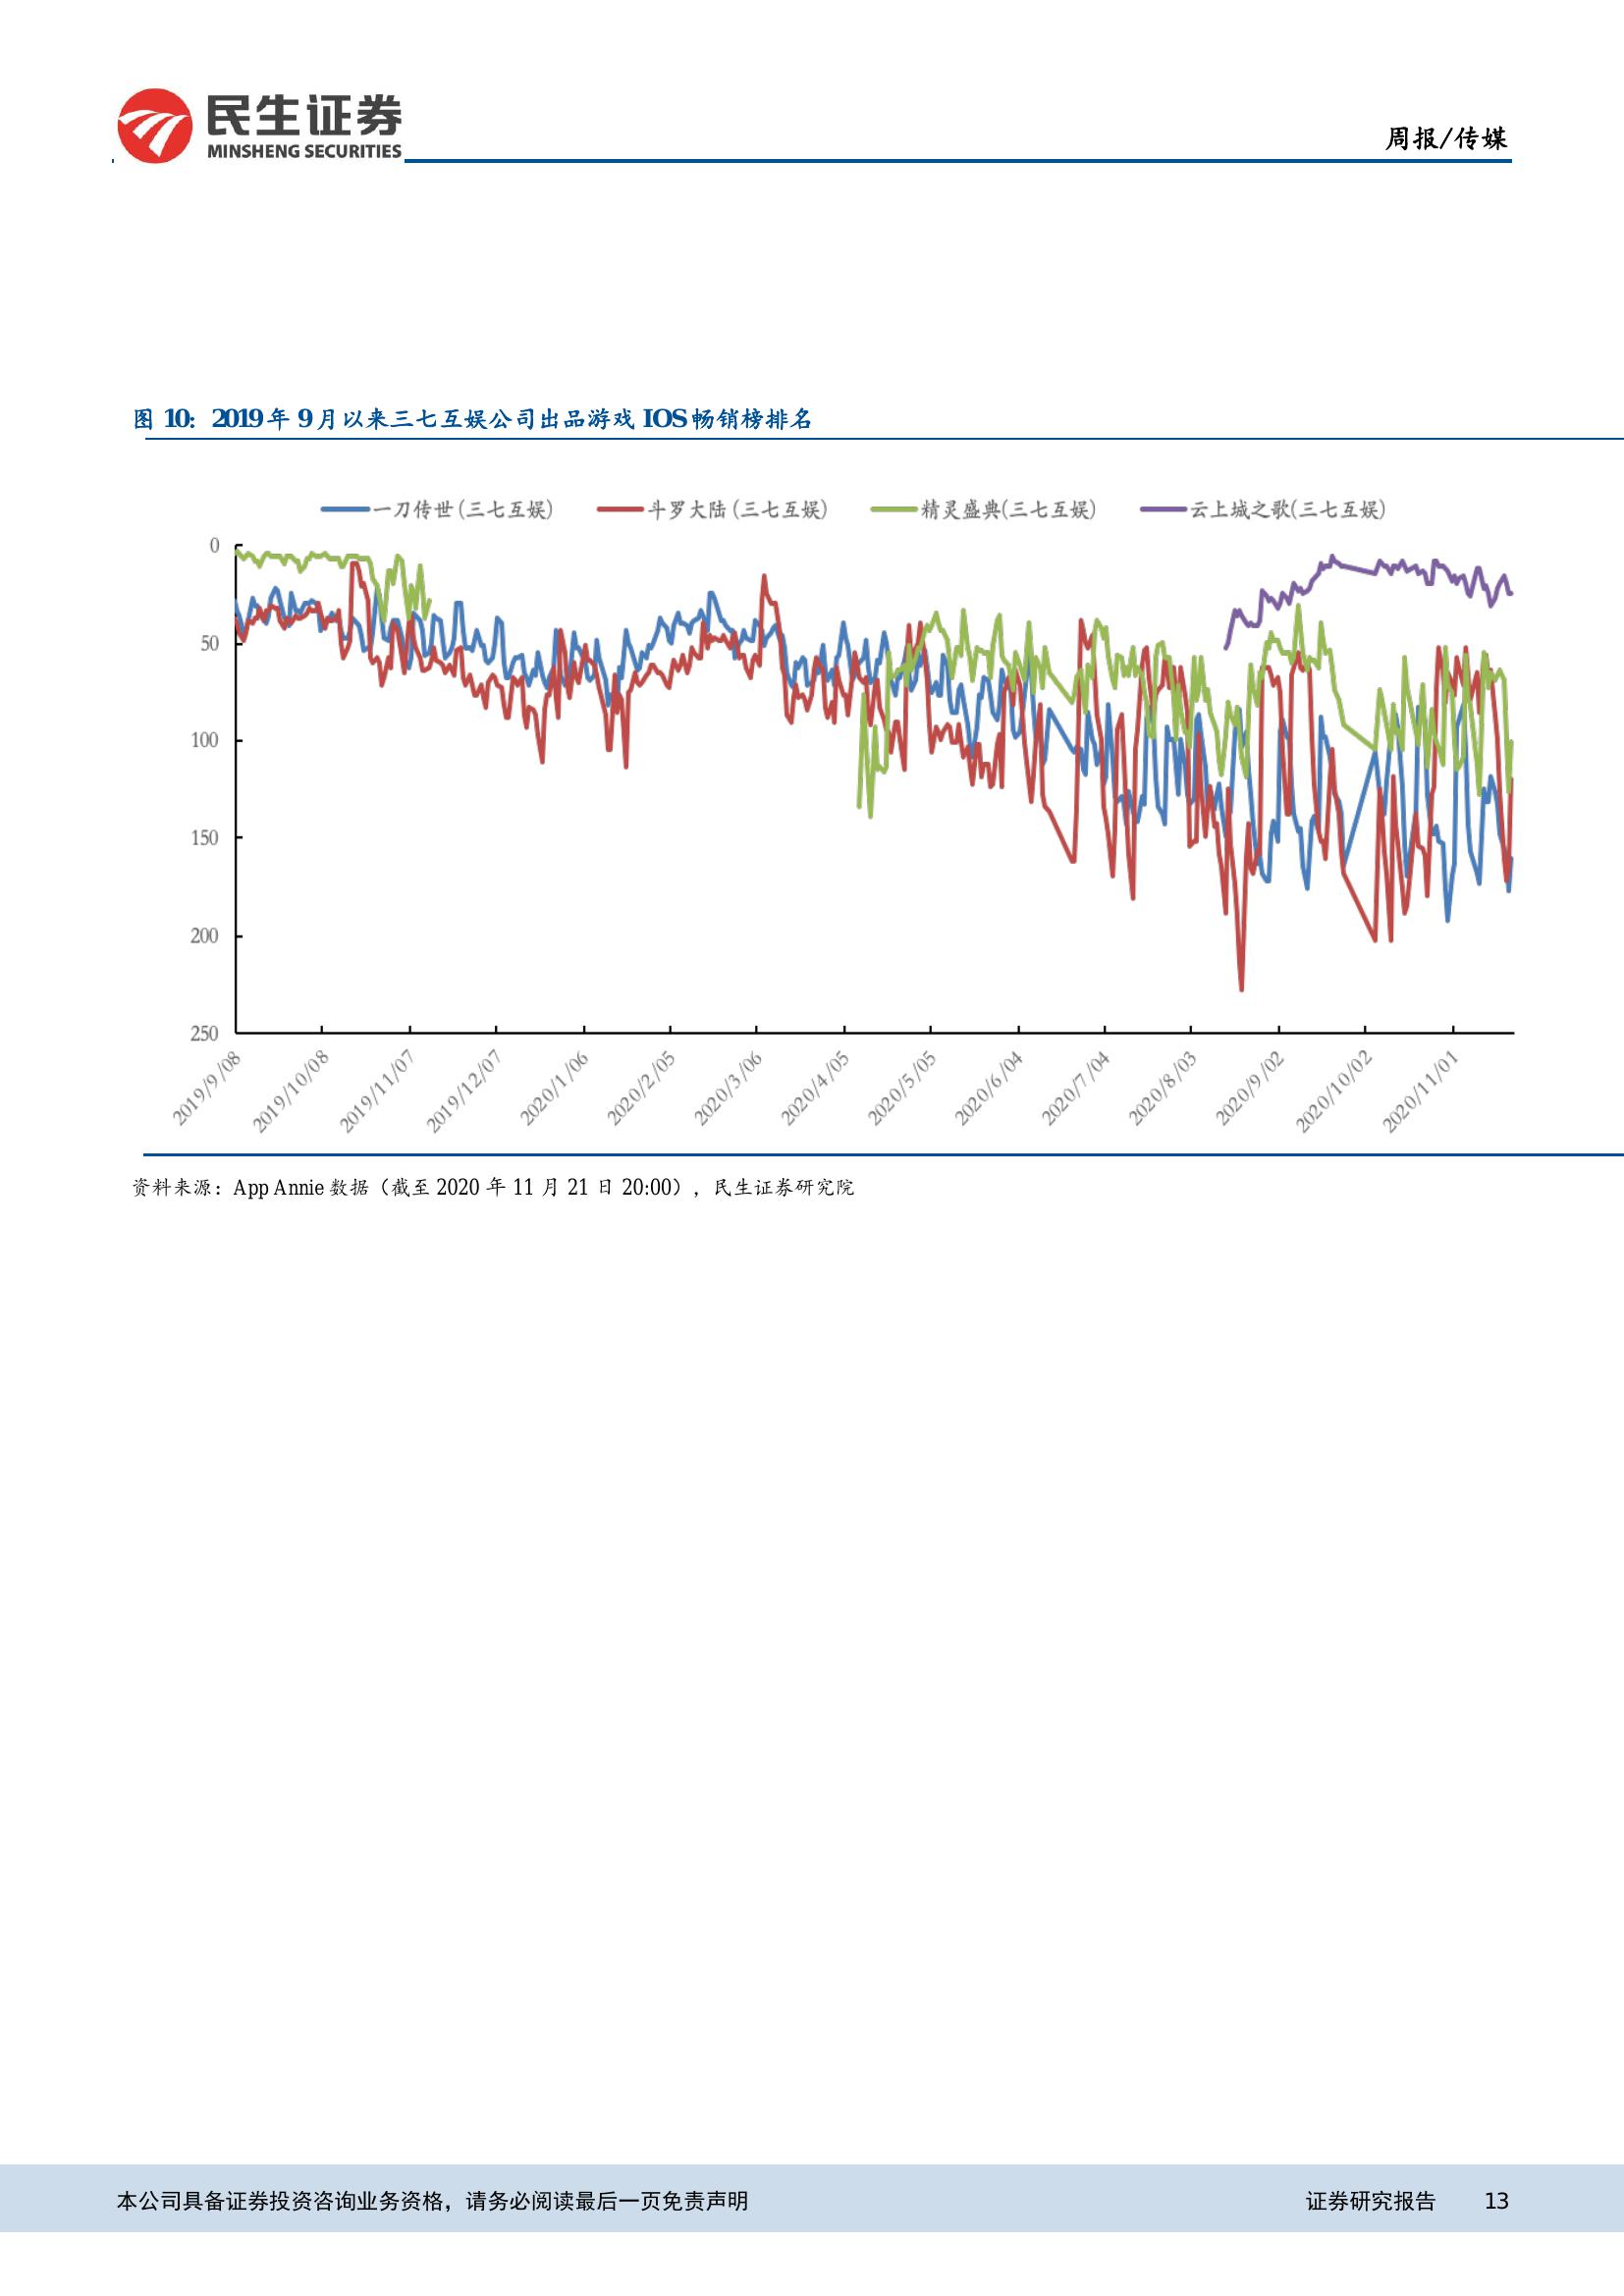 民生证券
MINSHENG SECURITIES
周报/传媒
图 10: 2019 年 9 月以来三七互娱公司出品游戏 IOS 畅销榜排名
一刀传世(三七互娱) 斗罗大陆(三七互娱) 精灵盛典(三七互娱) 云上城之歌(三七互娱)
0
50
100
150
200
250
2019/9/08 2019/10/08 2019/11/07 2019/12/07 2020/1/06 2020/2/05 2020/3/06 2020/4/05 2020/5/05 2020/6/04 2020/7/04 2020/8/03 2020/9/02 2020/10/02 2020/11/01
资料来源：App Annie 数据（截至 2020 年 11 月 21 日 20:00），民生证券研究院
本公司具备证券投资咨询业务资格，请务必阅读最后一页免责声明 证券研究报告 13